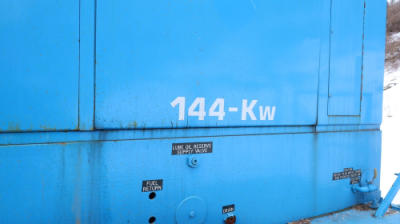 144-KW
LUBE OIL RESERVE
SUPPLY VALVE
FUEL
RETURN
DRAIN